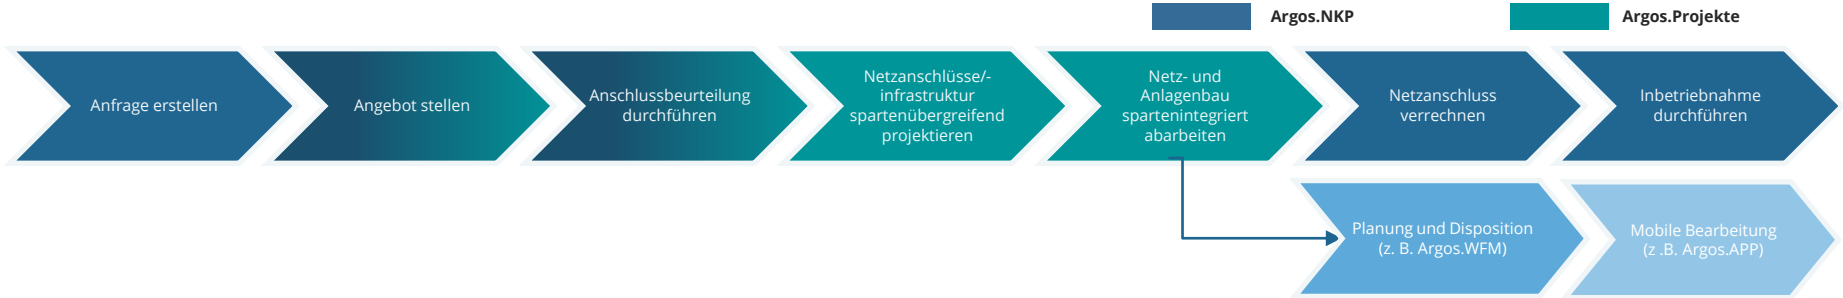 Argos.NKP
Argos.Projekte
Anfrage erstellen
Angebot stellen
Anschlussbeurteilung
durchführen
Netzanschlüsse/-
infrastruktur
spartenübergreifend
projektieren
Netz- und
Anlagenbau
spartenintegriert
abarbeiten
Netzanschluss
verrechnen
Inbetriebnahme
durchführen
Planung und Disposition
(z. B. Argos.WFM)
Mobile Bearbeitung
(z .B. Argos.APP)